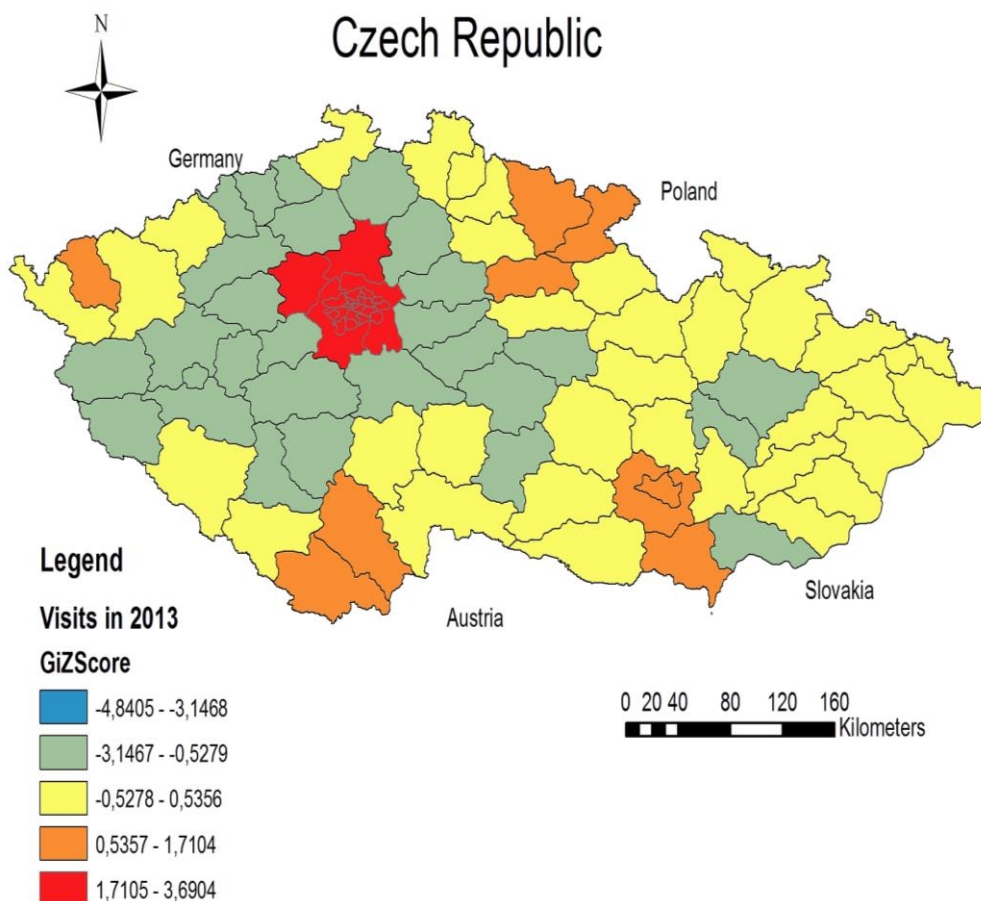 Czech Republic
N
Germany
Poland
Slovakia
Austria
Legend
Visits in 2013
GiZScore
-4,8405 - -3,1468
-3,1467 - -0,5279
-0,5278 - 0,5356
0,5357 - 1,7104
1,7105 - 3,6904
0 20 40 80 120 160
Kilometers